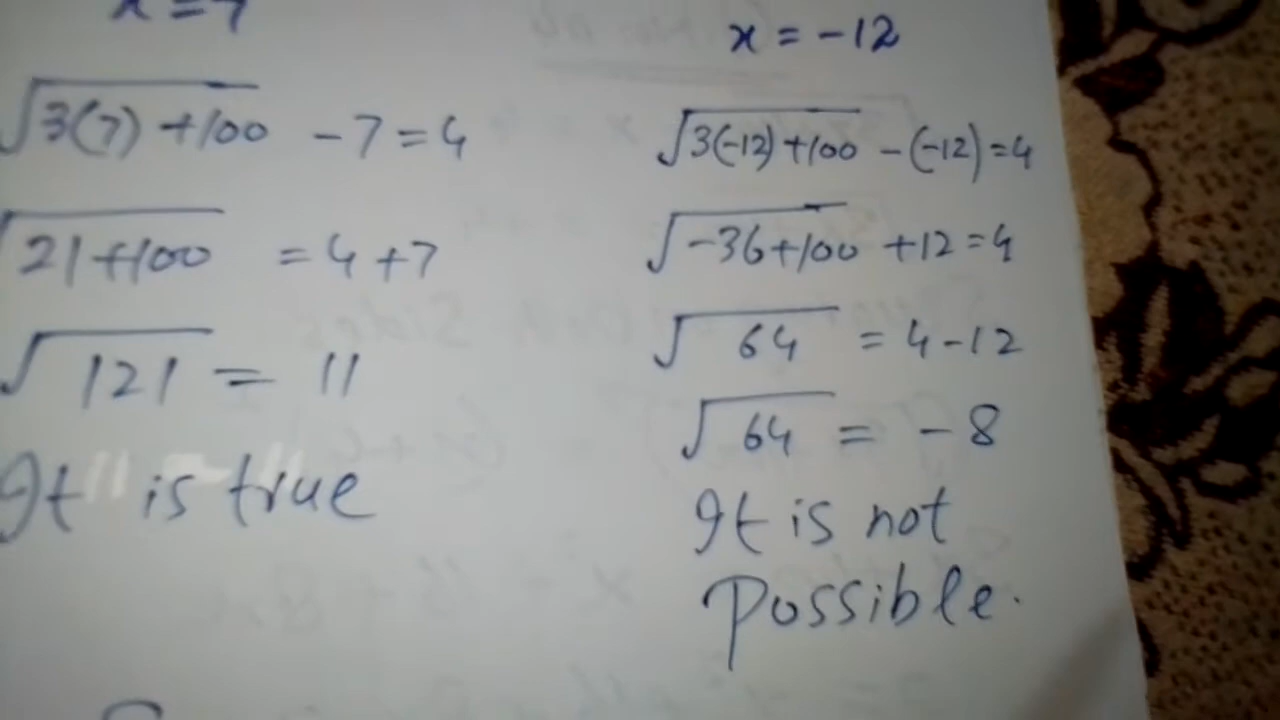 x = 7
√3(7) +100 - 7 = 4
√21+100 = 4 +7
√121 = 11
It is true
x = -12
√3(-12) +100 - (-12) = 4
√-36+100 +12 = 4
√64 = 4-12
√64 = -8
It is not
possible.